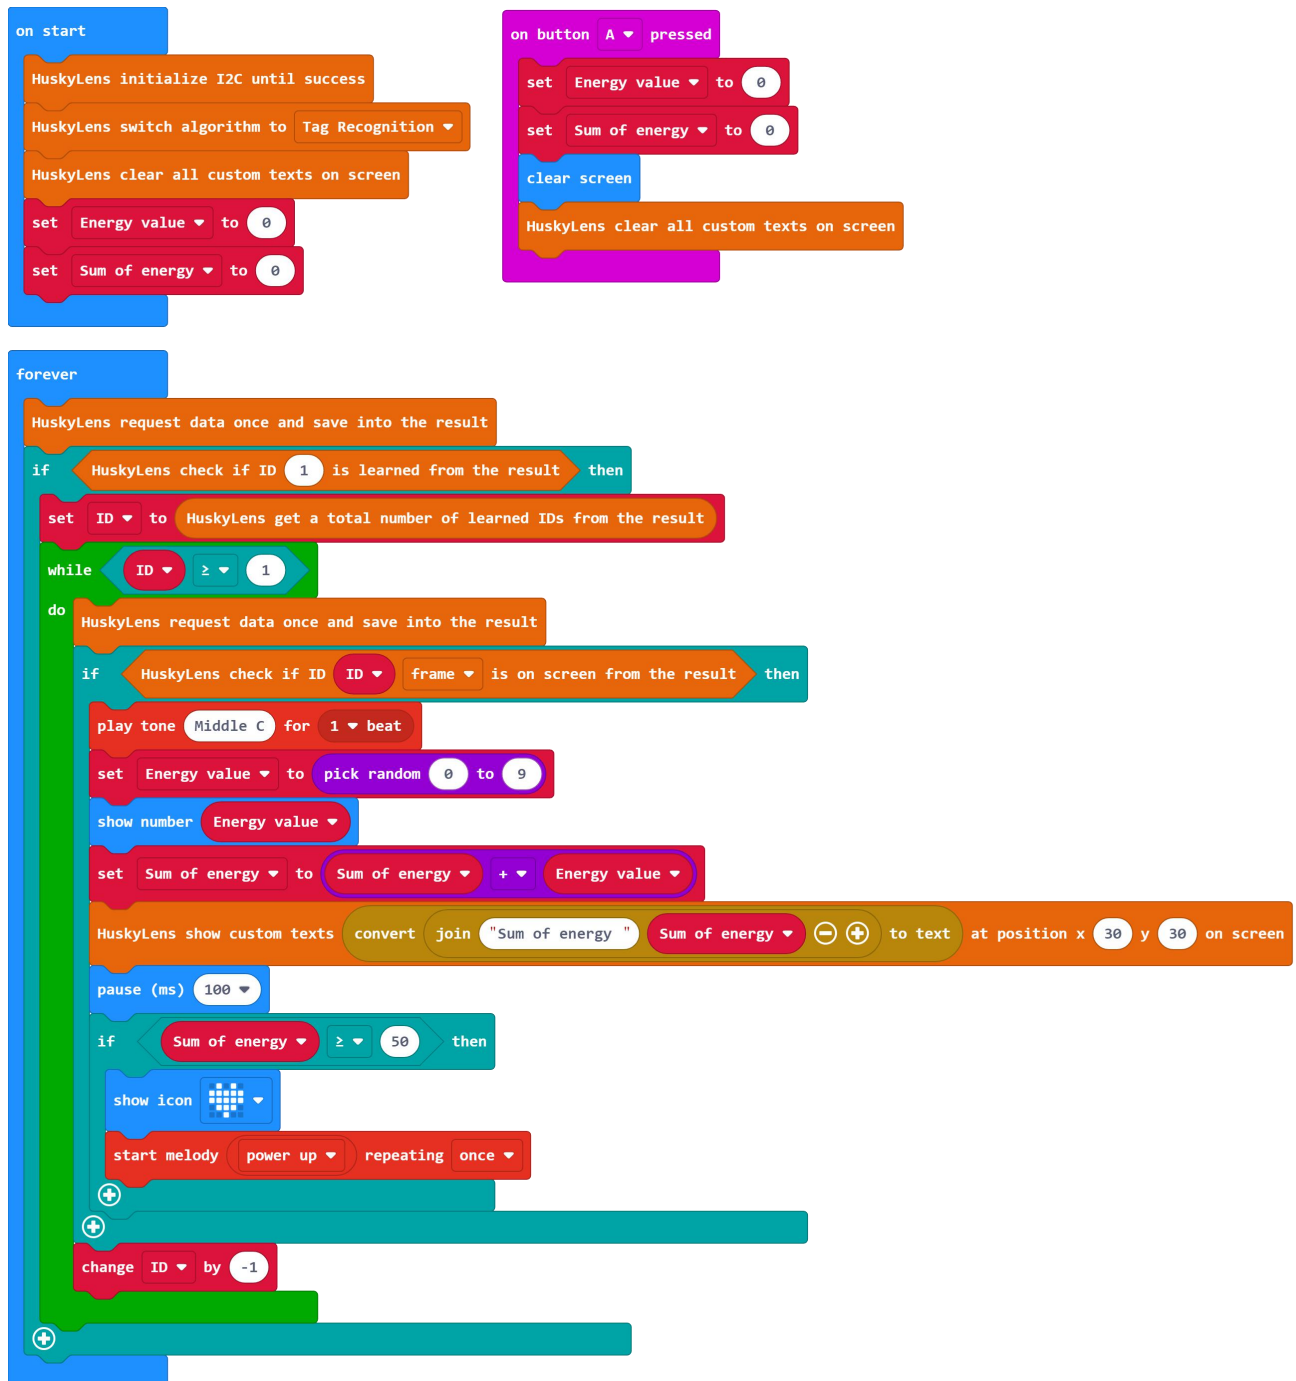 on start
HuskyLens initialize I2C until success
HuskyLens switch algorithm to Tag Recognition
HuskyLens clear all custom texts on screen
set Energy value to 0
set Sum of energy to 0
on button A pressed
set Energy value to 0
set Sum of energy to 0
clear screen
HuskyLens clear all custom texts on screen
forever
HuskyLens request data once and save into the result
if HuskyLens check if ID 1 is learned from the result then
set ID to HuskyLens get a total number of learned IDs from the result
while ID ≥ 1
do
HuskyLens request data once and save into the result
if HuskyLens check if ID ID frame is on screen from the result then
play tone Middle C for 1 beat
set Energy value to pick random 0 to 9
show number Energy value
set Sum of energy to Sum of energy + Energy value
HuskyLens show custom texts convert join "Sum of energy " Sum of energy to text at position x 30 y 30 on screen
pause (ms) 100
if Sum of energy ≥ 50 then
show icon
start melody power up repeating once
change ID by -1